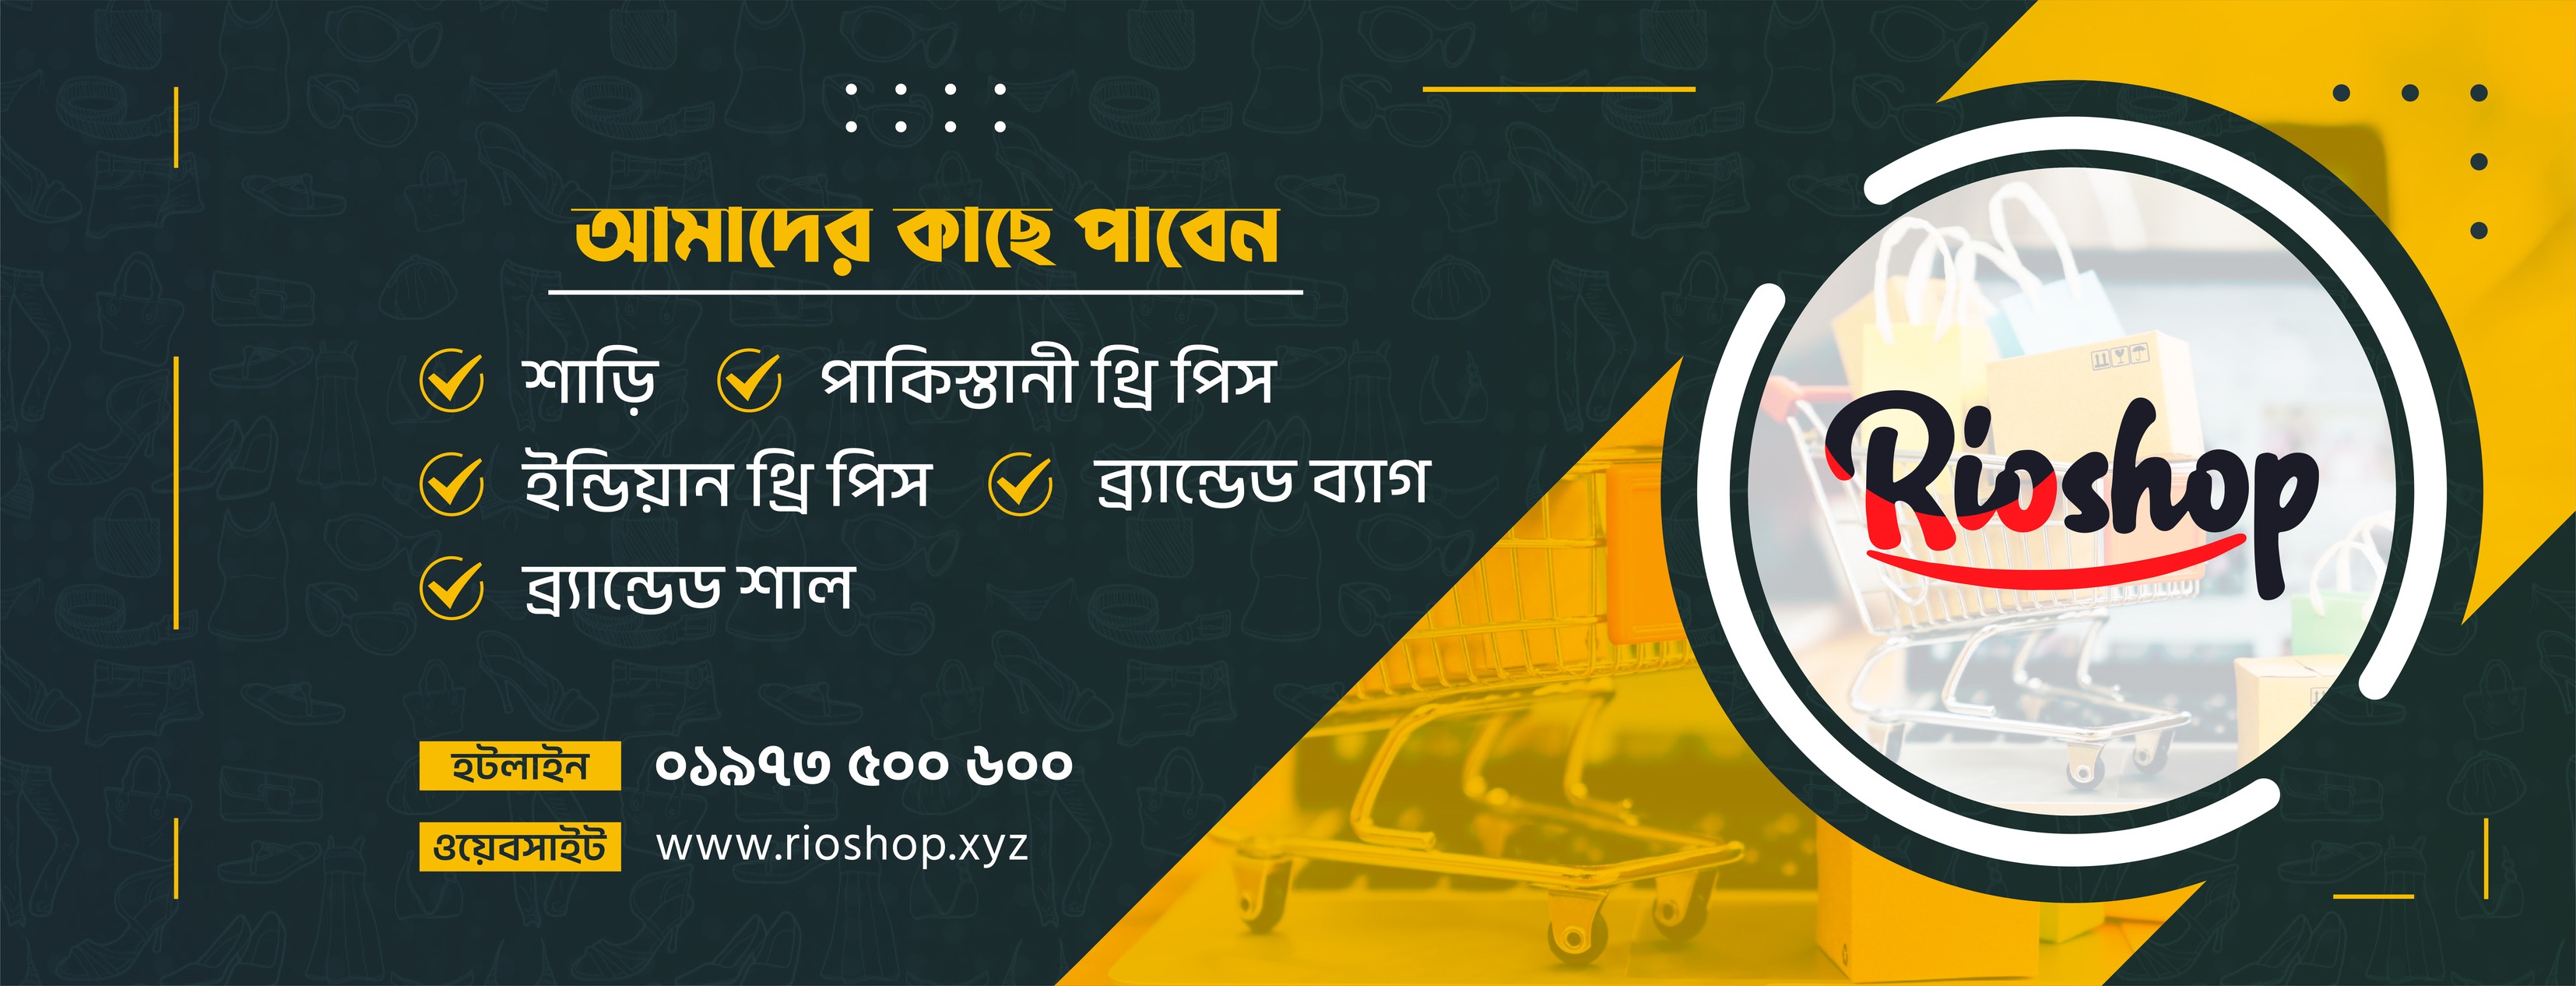 আমাদের কাছে পাবেন
শাড়ি পাকিস্তানী থ্রি পিস
ইন্ডিয়ান থ্রি পিস ব্র্যান্ডেড ব্যাগ
ব্র্যান্ডেড শাল
হটলাইন ০১৯৭৩ ৫০০ ৬০০
ওয়েবসাইট www.rioshop.xyz
Rioshop